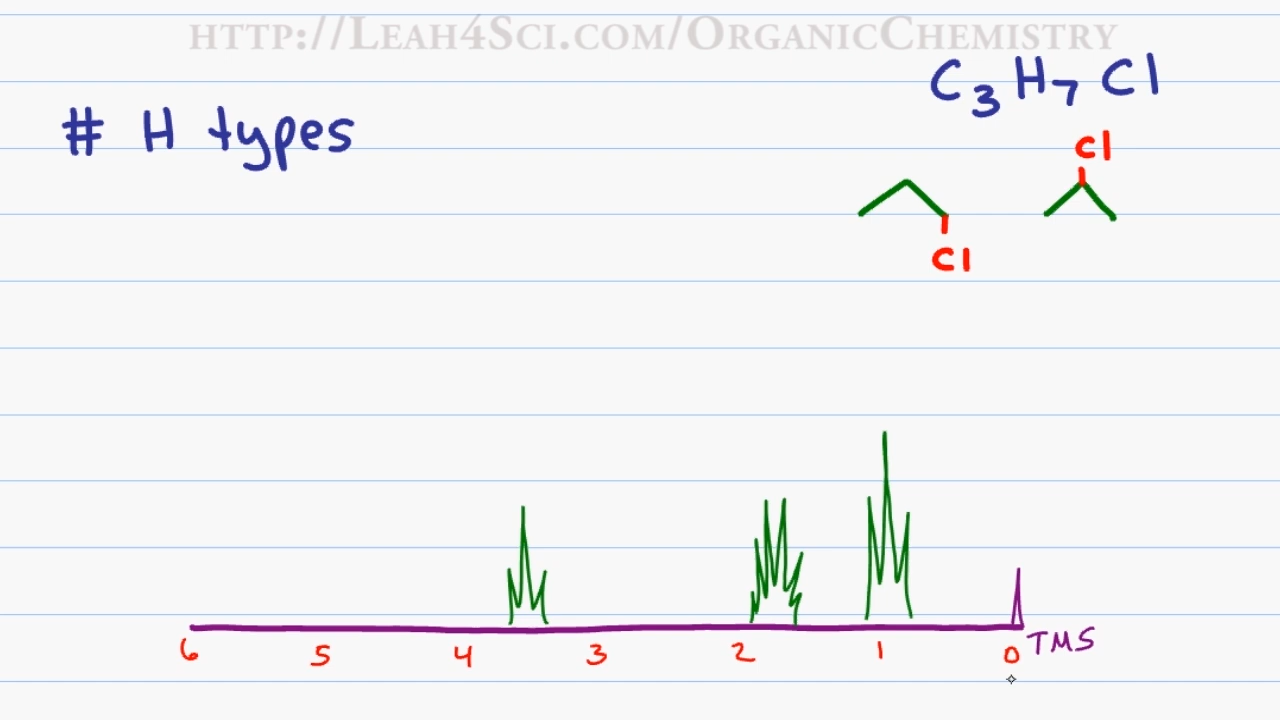 HTTP://LEAH4SCI.COM/ORGANICCHEMISTRY
C₃H₇Cl
# H types
Cl
Cl
6 5 4 3 2 1 0 TMS